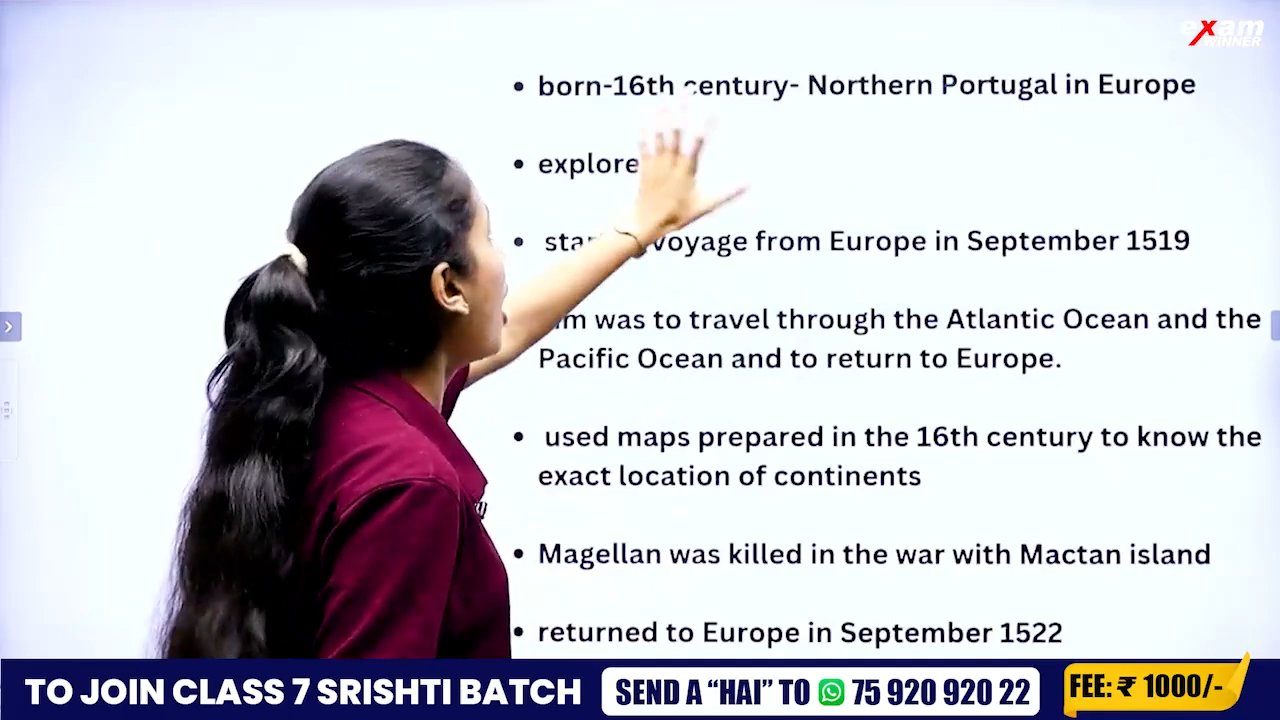 exam
WINNER
• born-16th century- Northern Portugal in Europe
• explore
• voyage from Europe in September 1519
was to travel through the Atlantic Ocean and the
Pacific Ocean and to return to Europe.
• used maps prepared in the 16th century to know the
exact location of continents
• Magellan was killed in the war with Mactan island
• returned to Europe in September 1522
TO JOIN CLASS 7 SRISHTI BATCH SEND A “HAI” TO 75 920 920 22 FEE: ₹ 1000/-